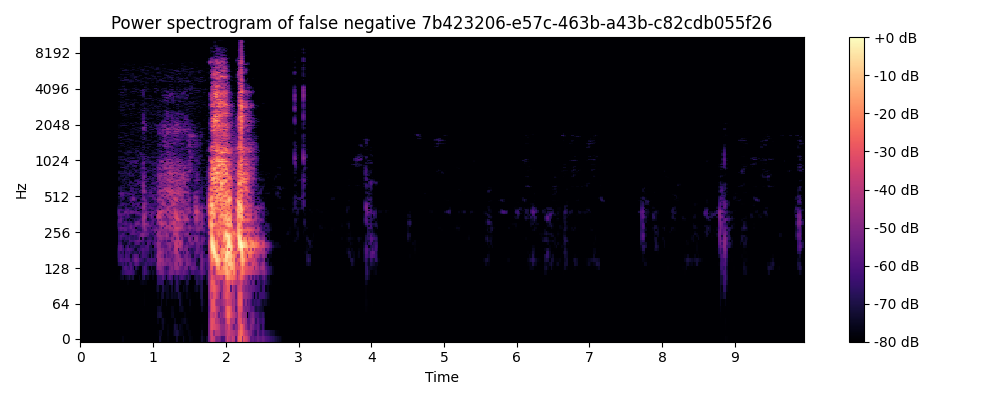 Power spectrogram of false negative 7b423206-e57c-463b-a43b-c82cdb055f26
8192
4096
2048
1024
512
256
128
64
0
Hz
0 1 2 3 4 5 6 7 8 9
Time
+0 dB
-10 dB
-20 dB
-30 dB
-40 dB
-50 dB
-60 dB
-70 dB
-80 dB